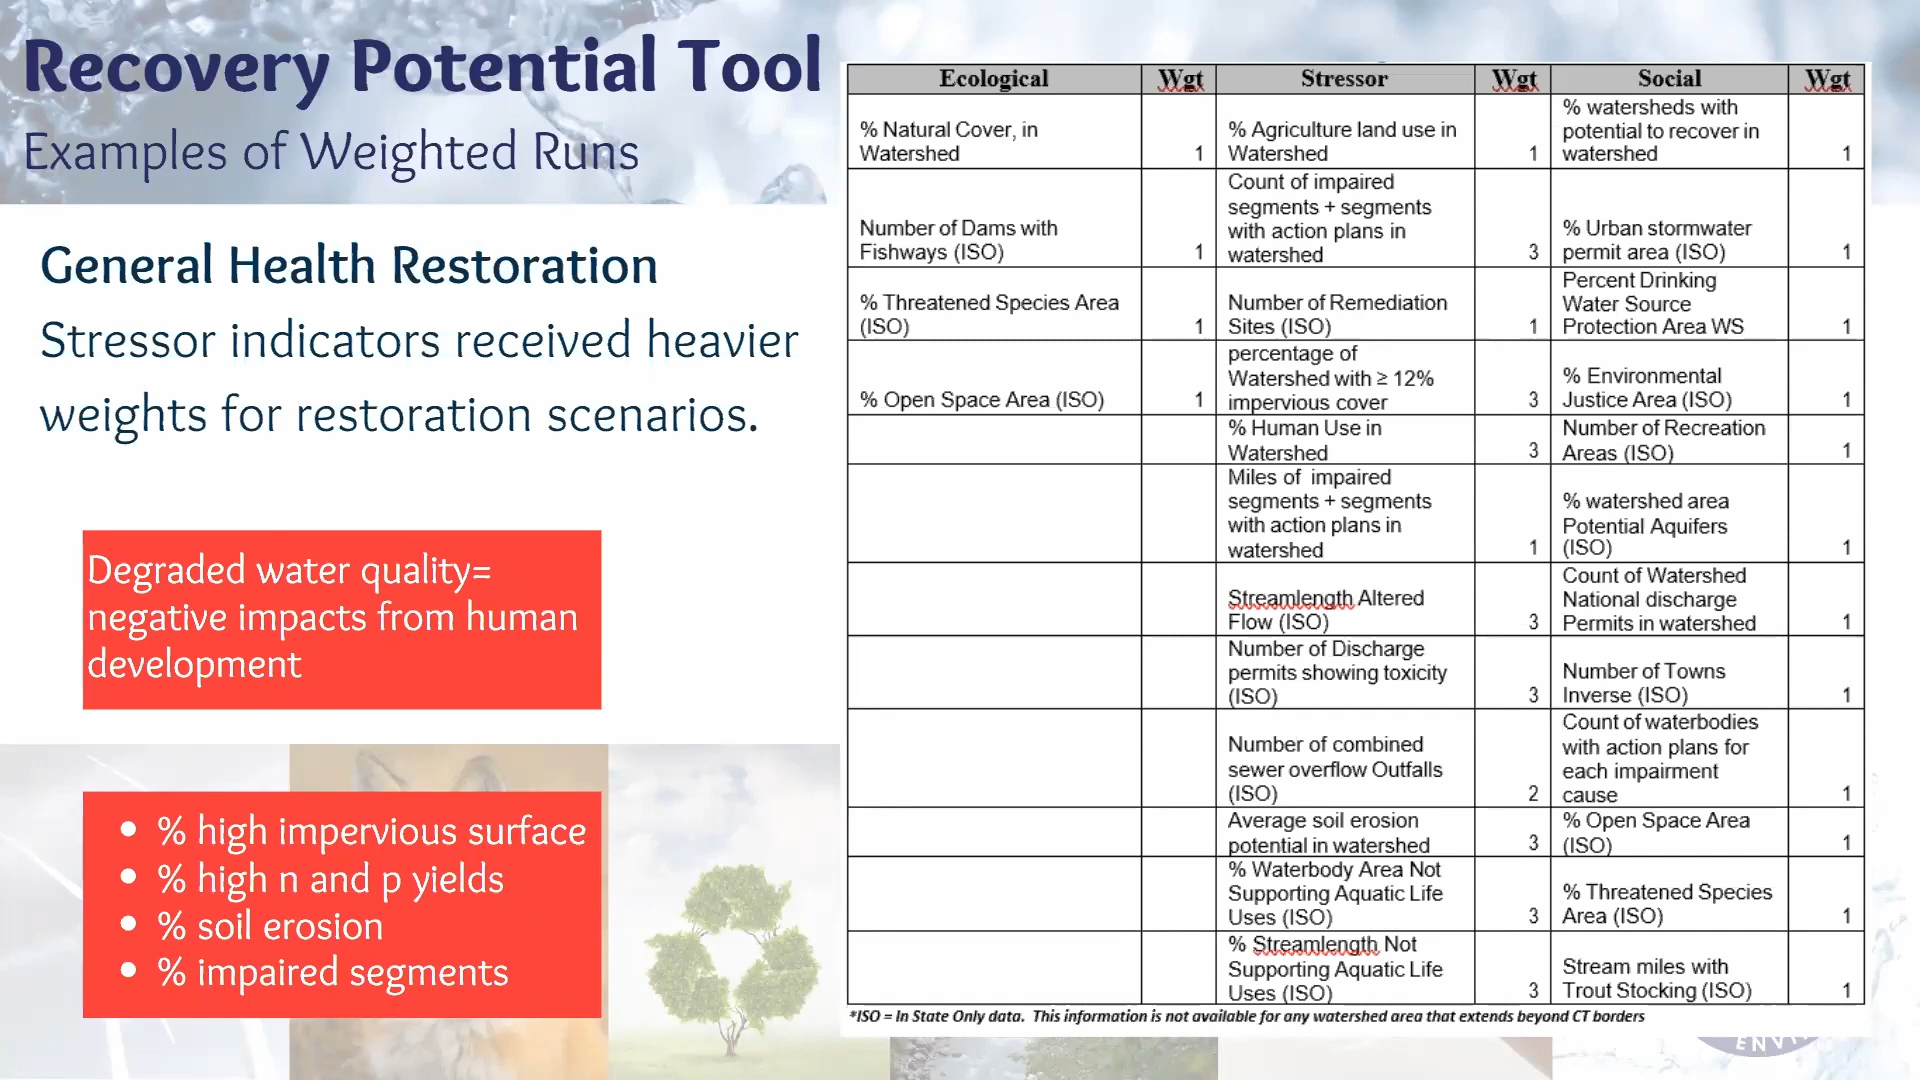 Recovery Potential Tool
Examples of Weighted Runs
General Health Restoration
Stressor indicators received heavier
weights for restoration scenarios.
Degraded water quality=
negative impacts from human
development
• % high impervious surface
• % high n and p yields
• % soil erosion
• % impaired segments
Ecological Wgt Stressor Wgt Social Wgt
% Natural Cover, in
Watershed 1
% Agriculture land use in
Watershed 1
% watersheds with
potential to recover in
watershed 1
Number of Dams with
Fishways (ISO) 1
Count of impaired
segments + segments
with action plans in
watershed 3
% Urban stormwater
permit area (ISO) 1
% Threatened Species Area
(ISO) 1
Number of Remediation
Sites (ISO) 1
Percent Drinking
Water Source
Protection Area WS 1
% Open Space Area (ISO) 1
percentage of
Watershed with ≥ 12%
impervious cover 3
% Environmental
Justice Area (ISO) 1
% Human Use in
Watershed 3
Number of Recreation
Areas (ISO) 1
Miles of impaired
segments + segments
with action plans in
watershed 1
% watershed area
Potential Aquifers
(ISO) 1
Streamlength Altered
Flow (ISO) 3
Count of Watershed
National discharge
Permits in watershed 1
Number of Discharge
permits showing toxicity
(ISO) 3
Number of Towns
Inverse (ISO) 1
Number of combined
sewer overflow Outfalls
(ISO) 2
Count of waterbodies
with action plans for
each impairment
cause 1
Average soil erosion
potential in watershed 3
% Open Space Area
(ISO) 1
% Waterbody Area Not
Supporting Aquatic Life
Uses (ISO) 3
% Threatened Species
Area (ISO) 1
% Streamlength Not
Supporting Aquatic Life
Uses (ISO) 3
Stream miles with
Trout Stocking (ISO) 1
*ISO = In State Only data. This information is not available for any watershed area that extends beyond CT borders